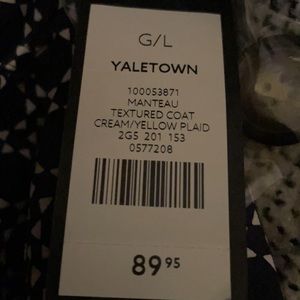 G/L
YALETOWN
100053871
MANTEAU
TEXTURED COAT
CREAM/YELLOW PLAID
2G5 201 153
0577208
89 95